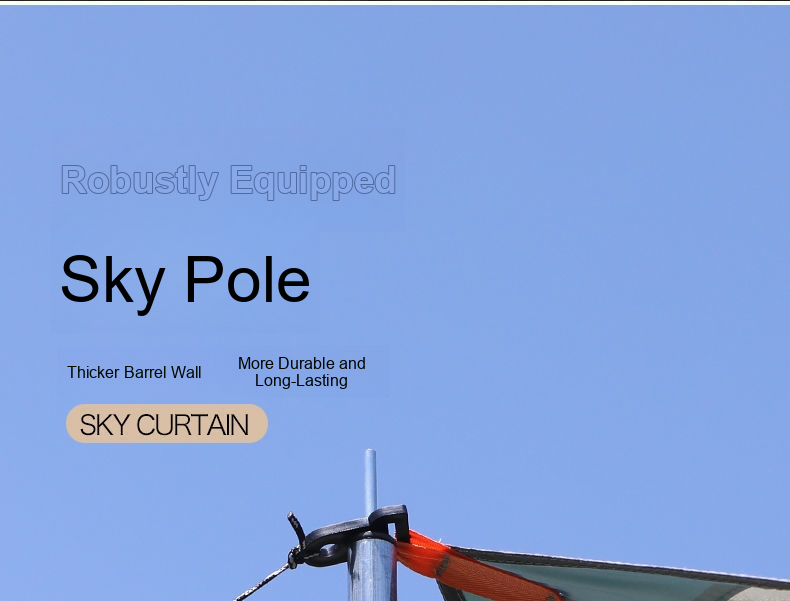 Robustly Equipped
Sky Pole
Thicker Barrel Wall
More Durable and
Long-Lasting
SKY CURTAIN